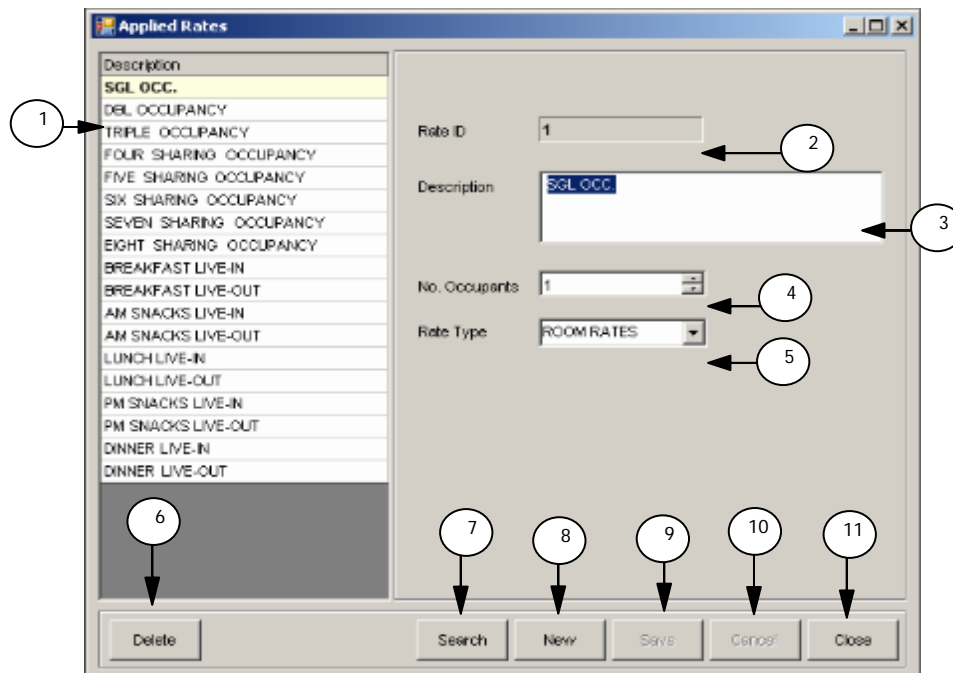 Applied Rates
Description
SGL OCC.
DBL OCCUPANCY
TRIPLE OCCUPANCY
FOUR SHARING OCCUPANCY
FIVE SHARING OCCUPANCY
SIX SHARING OCCUPANCY
SEVEN SHARING OCCUPANCY
EIGHT SHARING OCCUPANCY
BREAKFAST LIVE-IN
BREAKFAST LIVE-OUT
AM SNACKS LIVE-IN
AM SNACKS LIVE-OUT
LUNCH LIVE-IN
LUNCH LIVE-OUT
PM SNACKS LIVE-IN
PM SNACKS LIVE-OUT
DINNER LIVE-IN
DINNER LIVE-OUT
1
Rate ID 1
2
Description SGL OCC.
3
No. Occupants 1
4
Rate Type ROOM RATES
5
6 7 8 9 10 11
Delete Search New Save Cancel Close